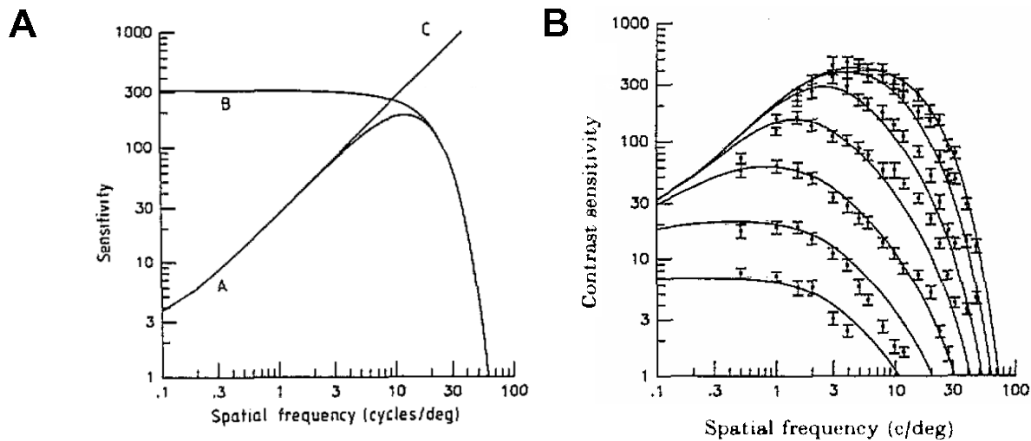 A
1000
300
100
30
10
3
1
Sensitivity
A
B
C
.1 .3 1 3 10 30 100
Spatial frequency (cycles/deg)
B
1000
300
100
30
10
3
1
Contrast sensitivity
.1 .3 1 3 10 30 100
Spatial frequency (c/deg)